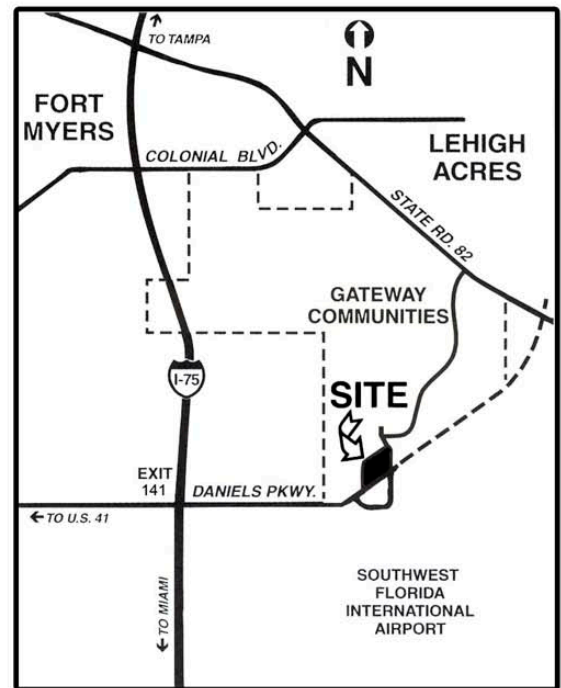 TO TAMPA
N
FORT
MYERS
COLONIAL BLVD.
LEHIGH
ACRES
STATE RD. 82
GATEWAY
COMMUNITIES
I-75
SITE
EXIT
141
DANIELS PKWY.
←TO U.S. 41
←TO MIAMI
SOUTHWEST
FLORIDA
INTERNATIONAL
AIRPORT